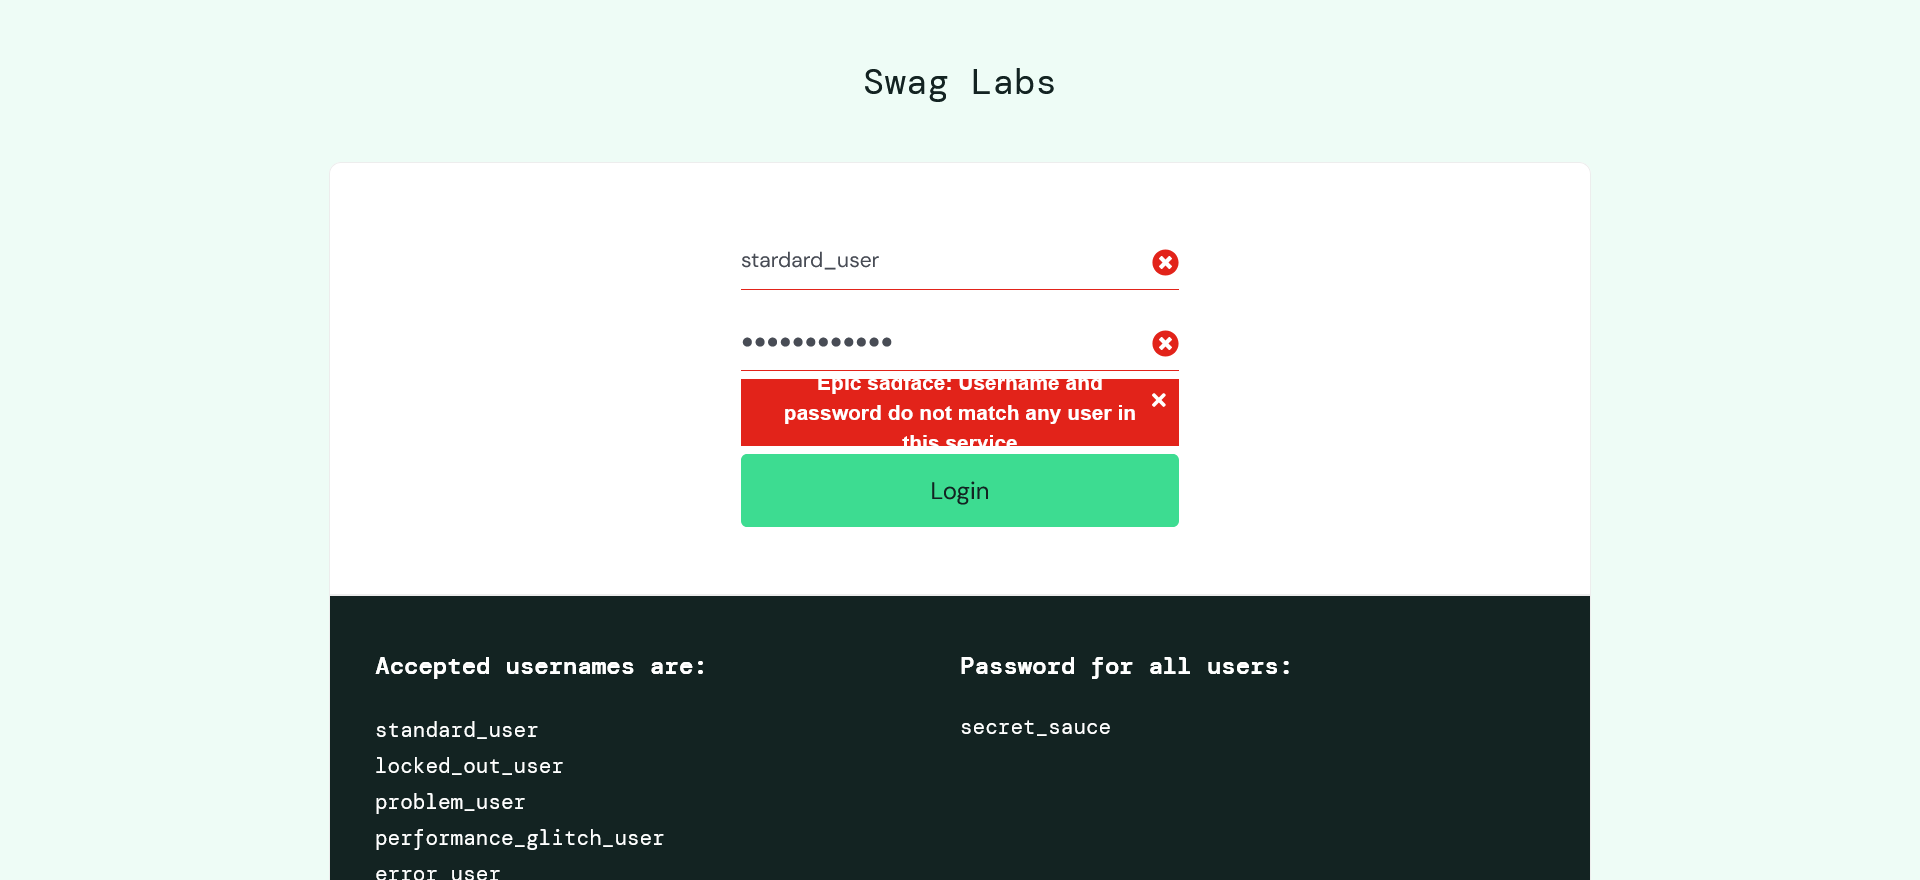 Swag Labs
stardard_user
••••••••••••
Epic sadface: Username and
password do not match any user in
this service
Login
Accepted usernames are:
standard_user
locked_out_user
problem_user
performance_glitch_user
error_user
Password for all users:
secret_sauce